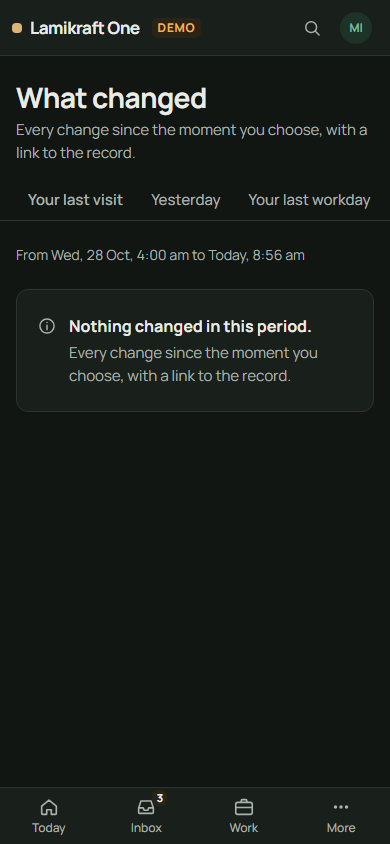 Lamikraft One DEMO MI
What changed
Every change since the moment you choose, with a
link to the record.
Your last visit Yesterday Your last workday
From Wed, 28 Oct, 4:00 am to Today, 8:56 am
Nothing changed in this period.
Every change since the moment you
choose, with a link to the record.
3
Today Inbox Work More